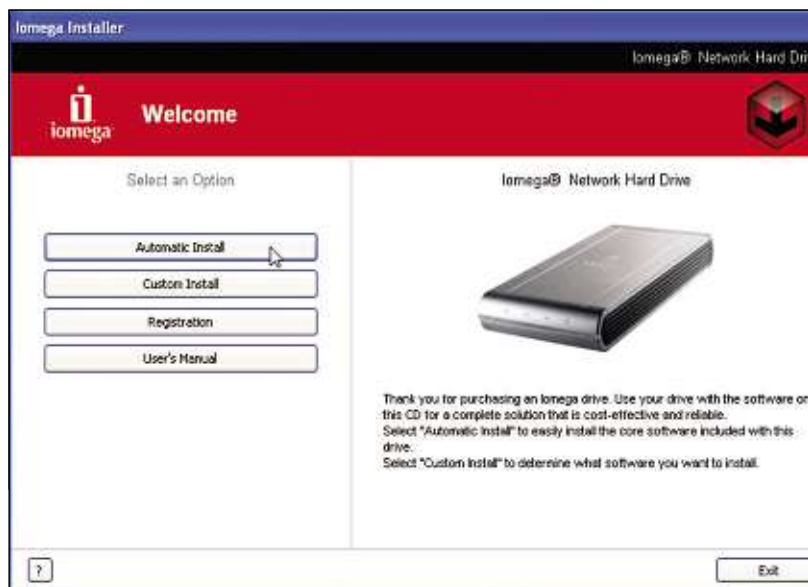 Iomega Installer
Iomega® Network Hard
iomega
Welcome
Select an Option
Iomega® Network Hard Drive
Automatic Install
Custom Install
Registration
User's Manual
Thank you for purchasing an Iomega drive. Use your drive with the software on
this CD for a complete solution that is cost-effective and reliable.
Select "Automatic Install" to easily install the core software included with this
drive.
Select "Custom Install" to determine what software you want to install.
?
Exit